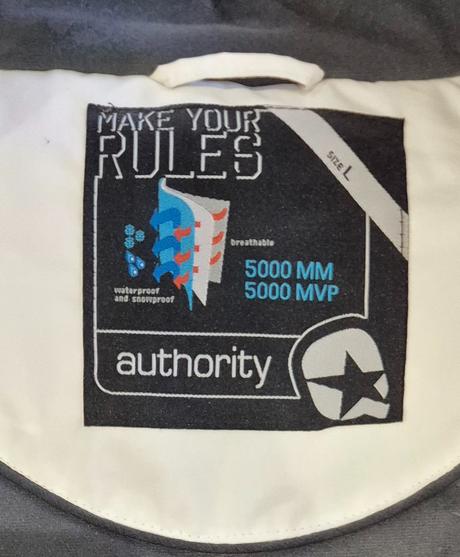 MAKE YOUR
RULES
SIZE L
breathable
5000 MM
5000 MVP
waterproof
and snowproof
authority